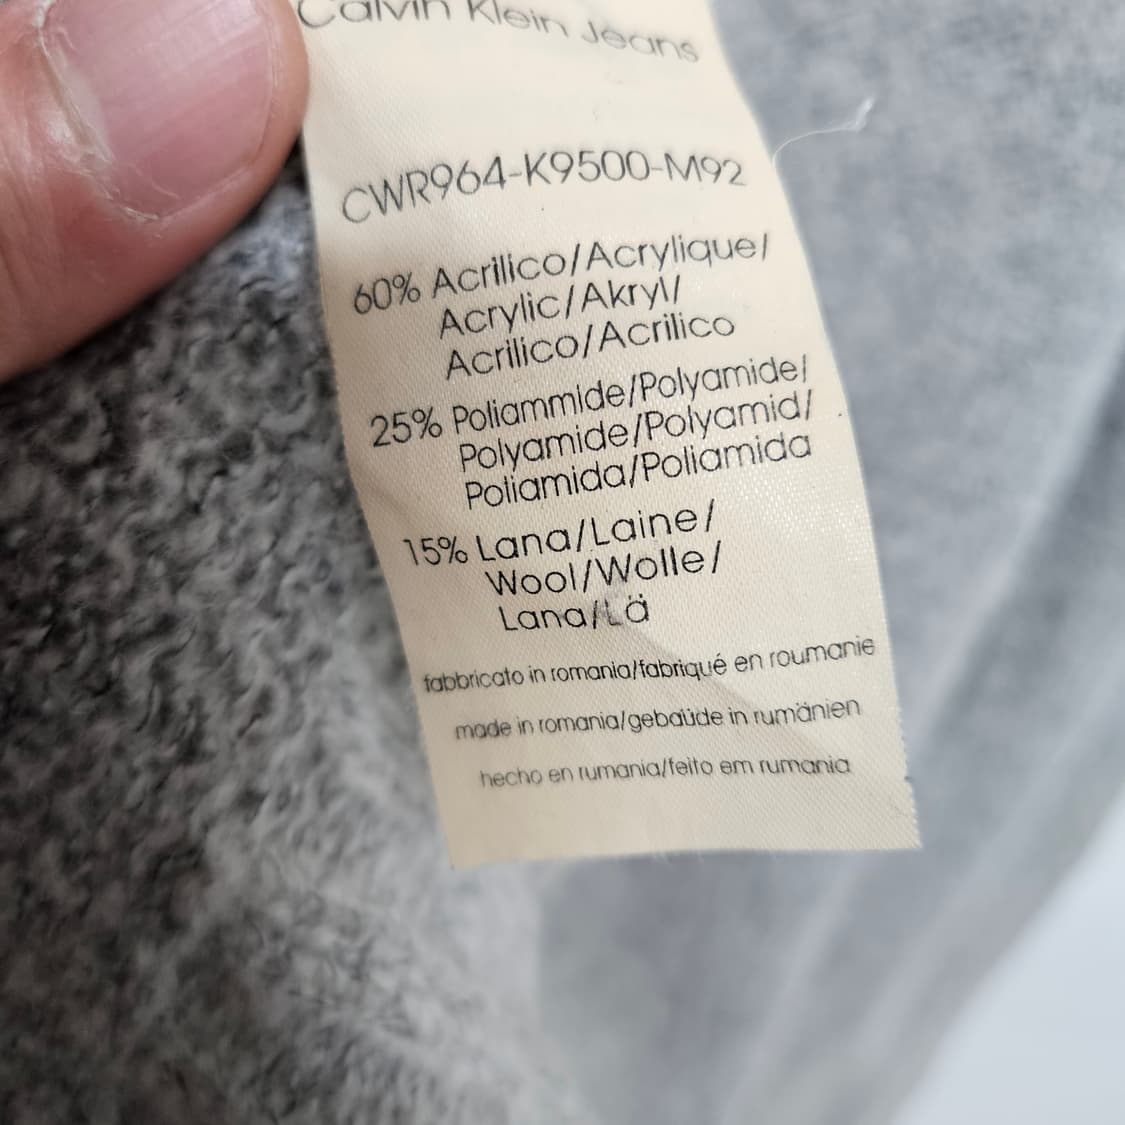 Calvin Klein Jeans
CWR964-K9500-M92
60% Acrilico/Acrylique/
Acrylic/Akryl/
Acrilico/Acrilico
25% Poliammide/Polyamide/
Polyamide/Polyamid/
Poliamida/Poliamida
15% Lana/Laine/
Wool/Wolle/
Lana/Lä
fabbricato in romania/fabriqué en roumanie
made in romania/gebaüde in rumänien
hecho en rumania/feito em rumania